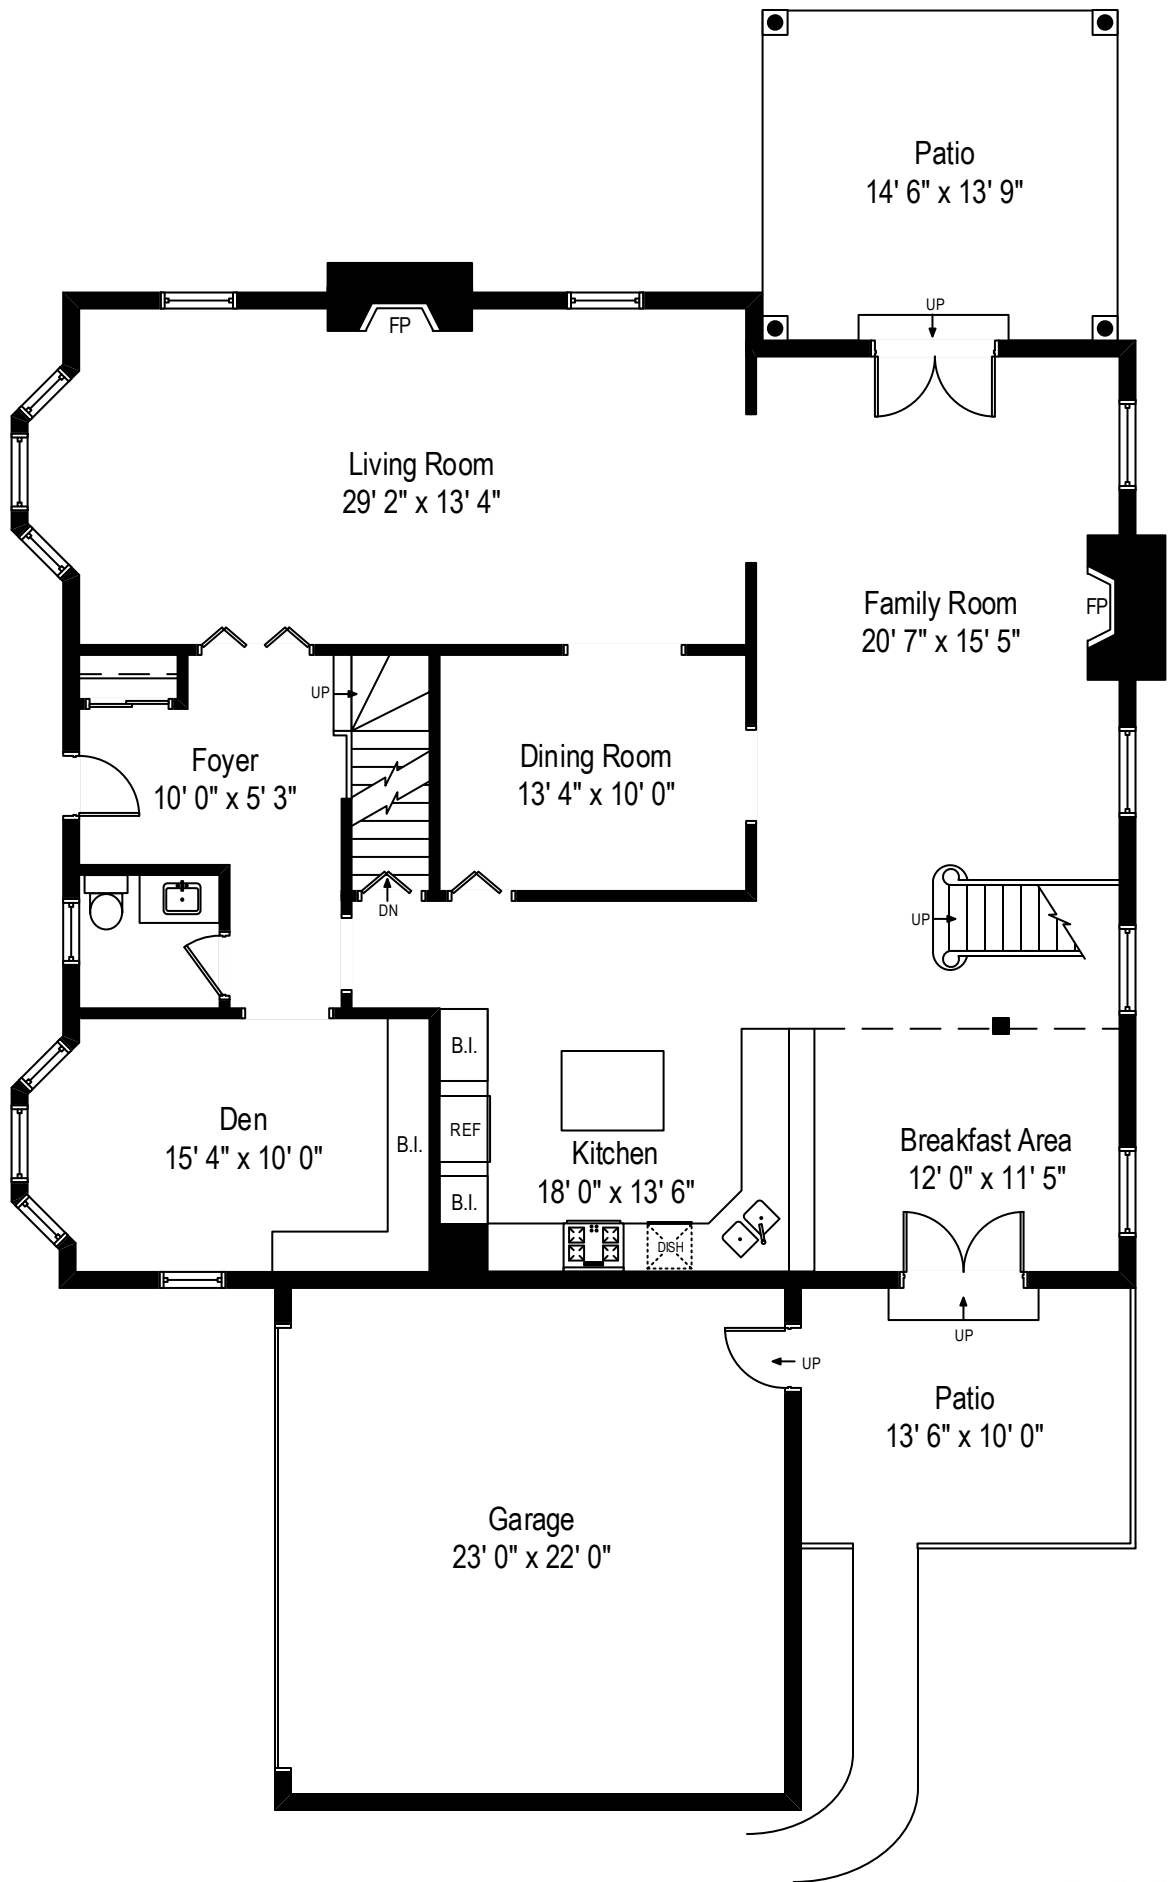 Patio
14' 6" x 13' 9"
UP
FP
Living Room
29' 2" x 13' 4"
Family Room
20' 7" x 15' 5"
FP
UP
Foyer
10' 0" x 5' 3"
Dining Room
13' 4" x 10' 0"
DN
UP
B.I.
Den
15' 4" x 10' 0"
B.I.
REF
B.I.
Kitchen
18' 0" x 13' 6"
DISH
Breakfast Area
12' 0" x 11' 5"
UP
UP
Patio
13' 6" x 10' 0"
Garage
23' 0" x 22' 0"